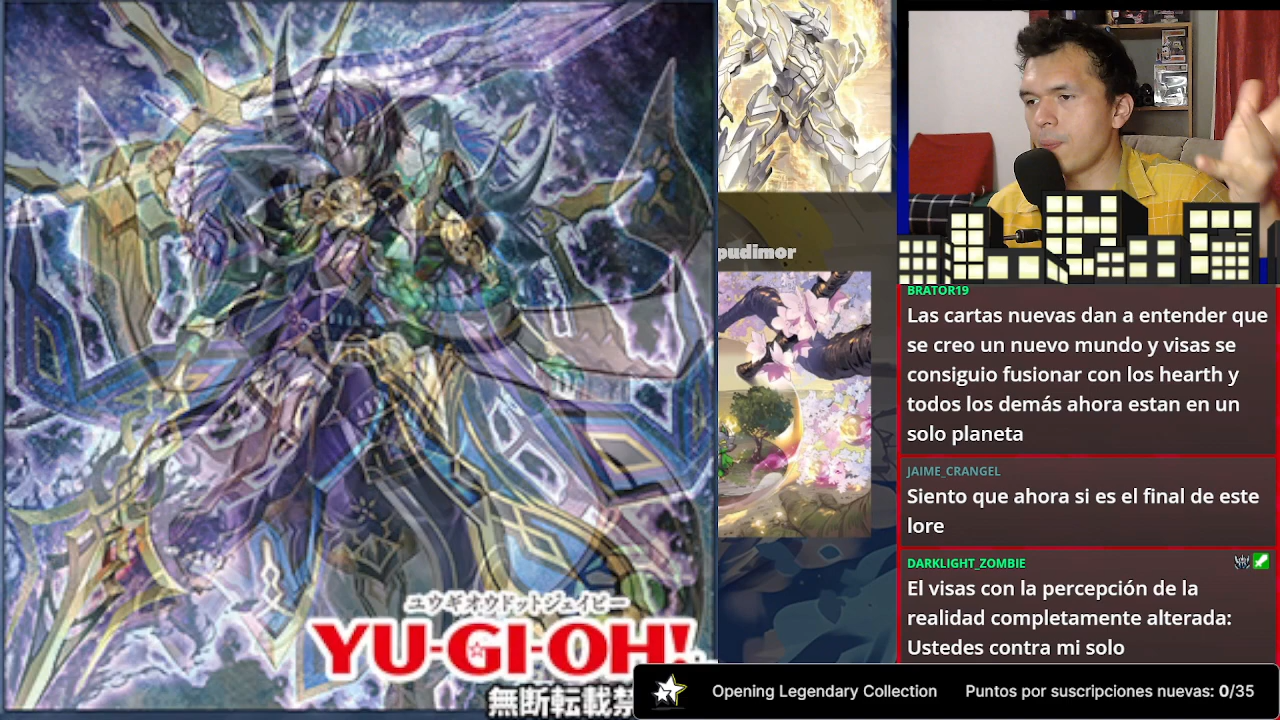 pudimor
BRATOR19
Las cartas nuevas dan a entender que
se creo un nuevo mundo y visas se
consiguio fusionar con los hearth y
todos los demás ahora estan en un
solo planeta
JAIME_CRANGEL
Siento que ahora si es el final de este
lore
DARKLIGHT_ZOMBIE
El visas con la percepción de la
realidad completamente alterada:
Ustedes contra mi solo
ユウギオウドットジェイピー
YU-GI-OH!
無断転載禁
Opening Legendary Collection Puntos por suscripciones nuevas: 0/35